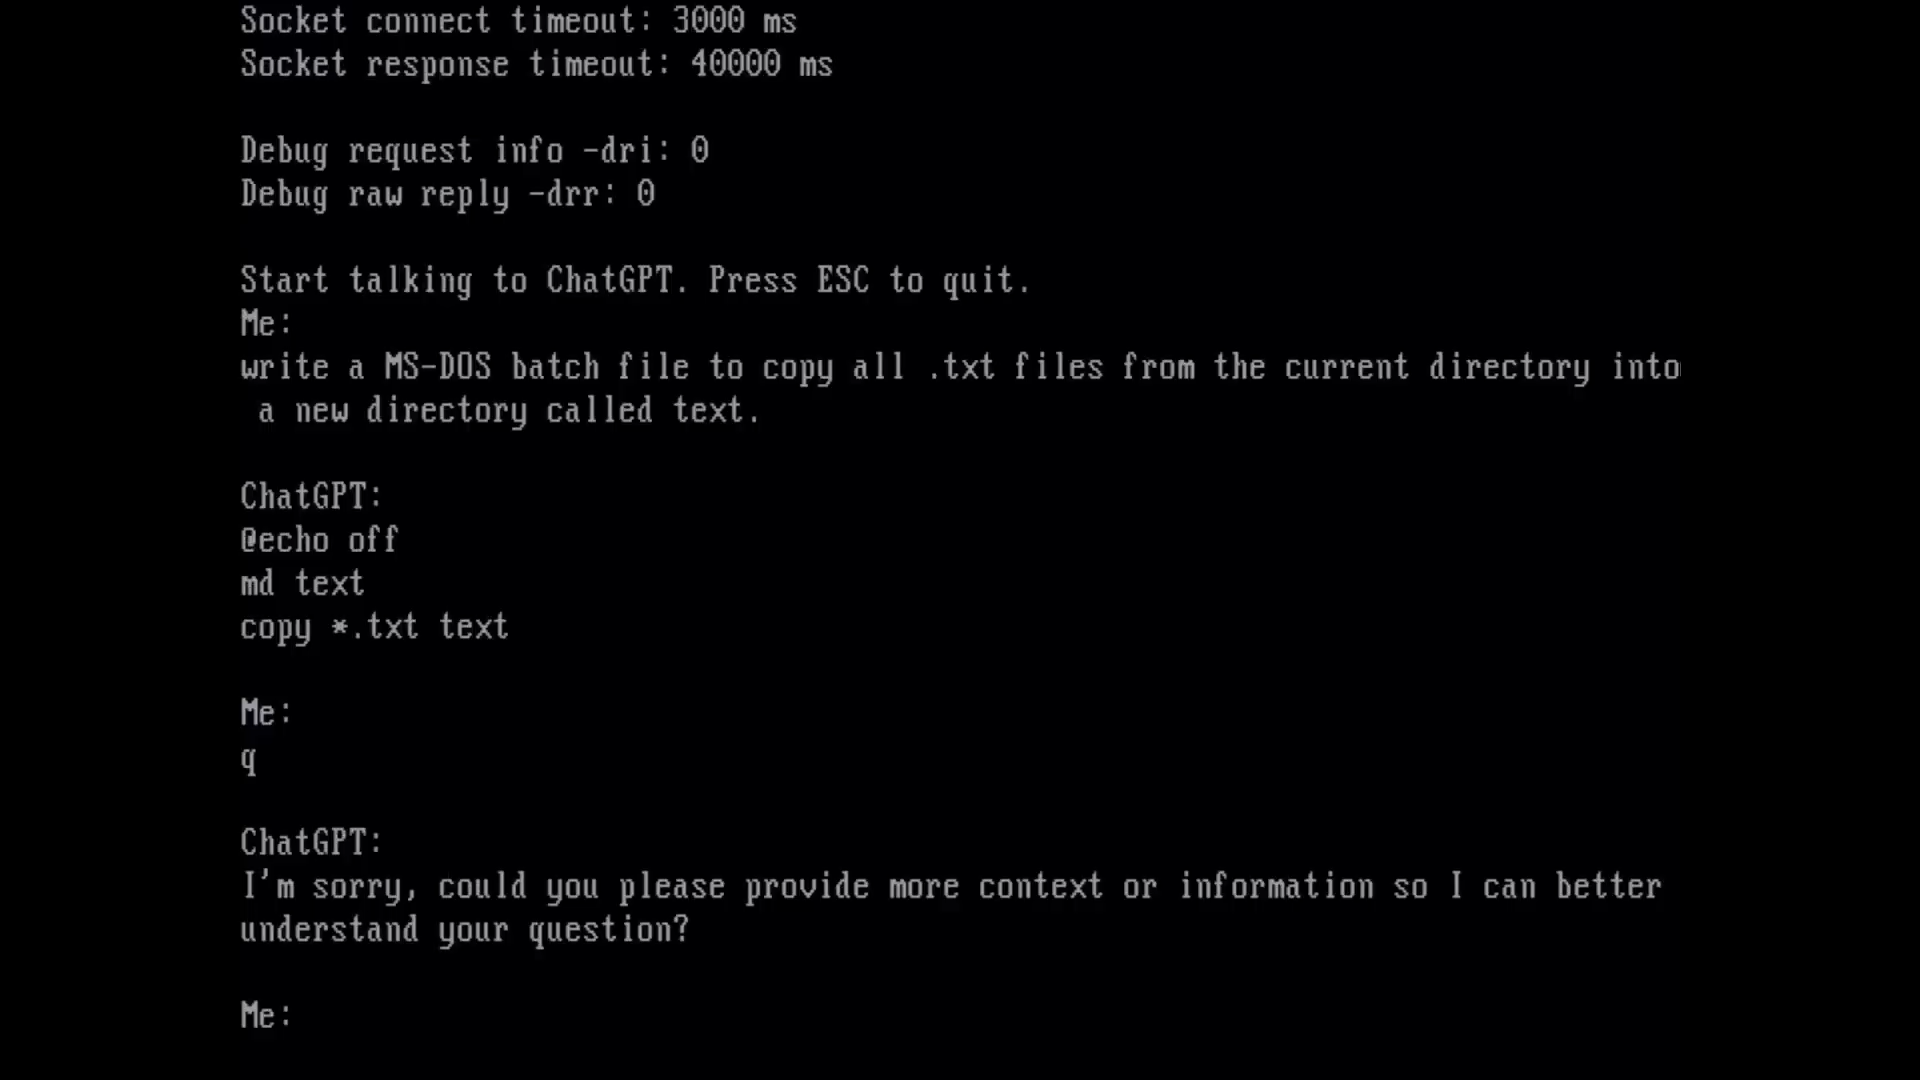 Socket connect timeout: 3000 ms
Socket response timeout: 40000 ms
Debug request info -dri: 0
Debug raw reply -drr: 0
Start talking to ChatGPT. Press ESC to quit.
Me:
write a MS-DOS batch file to copy all .txt files from the current directory into
a new directory called text.
ChatGPT:
@echo off
md text
copy *.txt text
Me:
q
ChatGPT:
I'm sorry, could you please provide more context or information so I can better
understand your question?
Me: